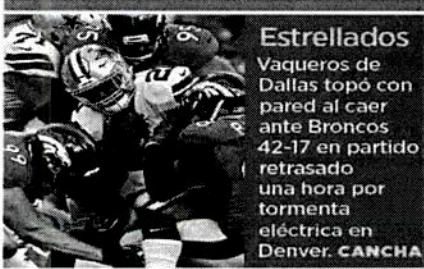 Estrellados
Vaqueros de
Dallas topó con
pared al caer
ante Broncos
42-17 en partido
retrasado
una hora por
tormenta
eléctrica en
Denver. CANCHA